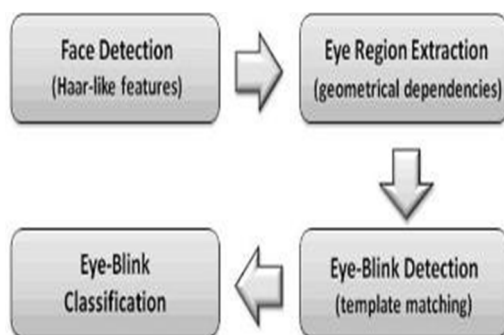 Face Detection
(Haar-like features)
Eye Region Extraction
(geometrical dependencies)
Eye-Blink Detection
(template matching)
Eye-Blink
Classification